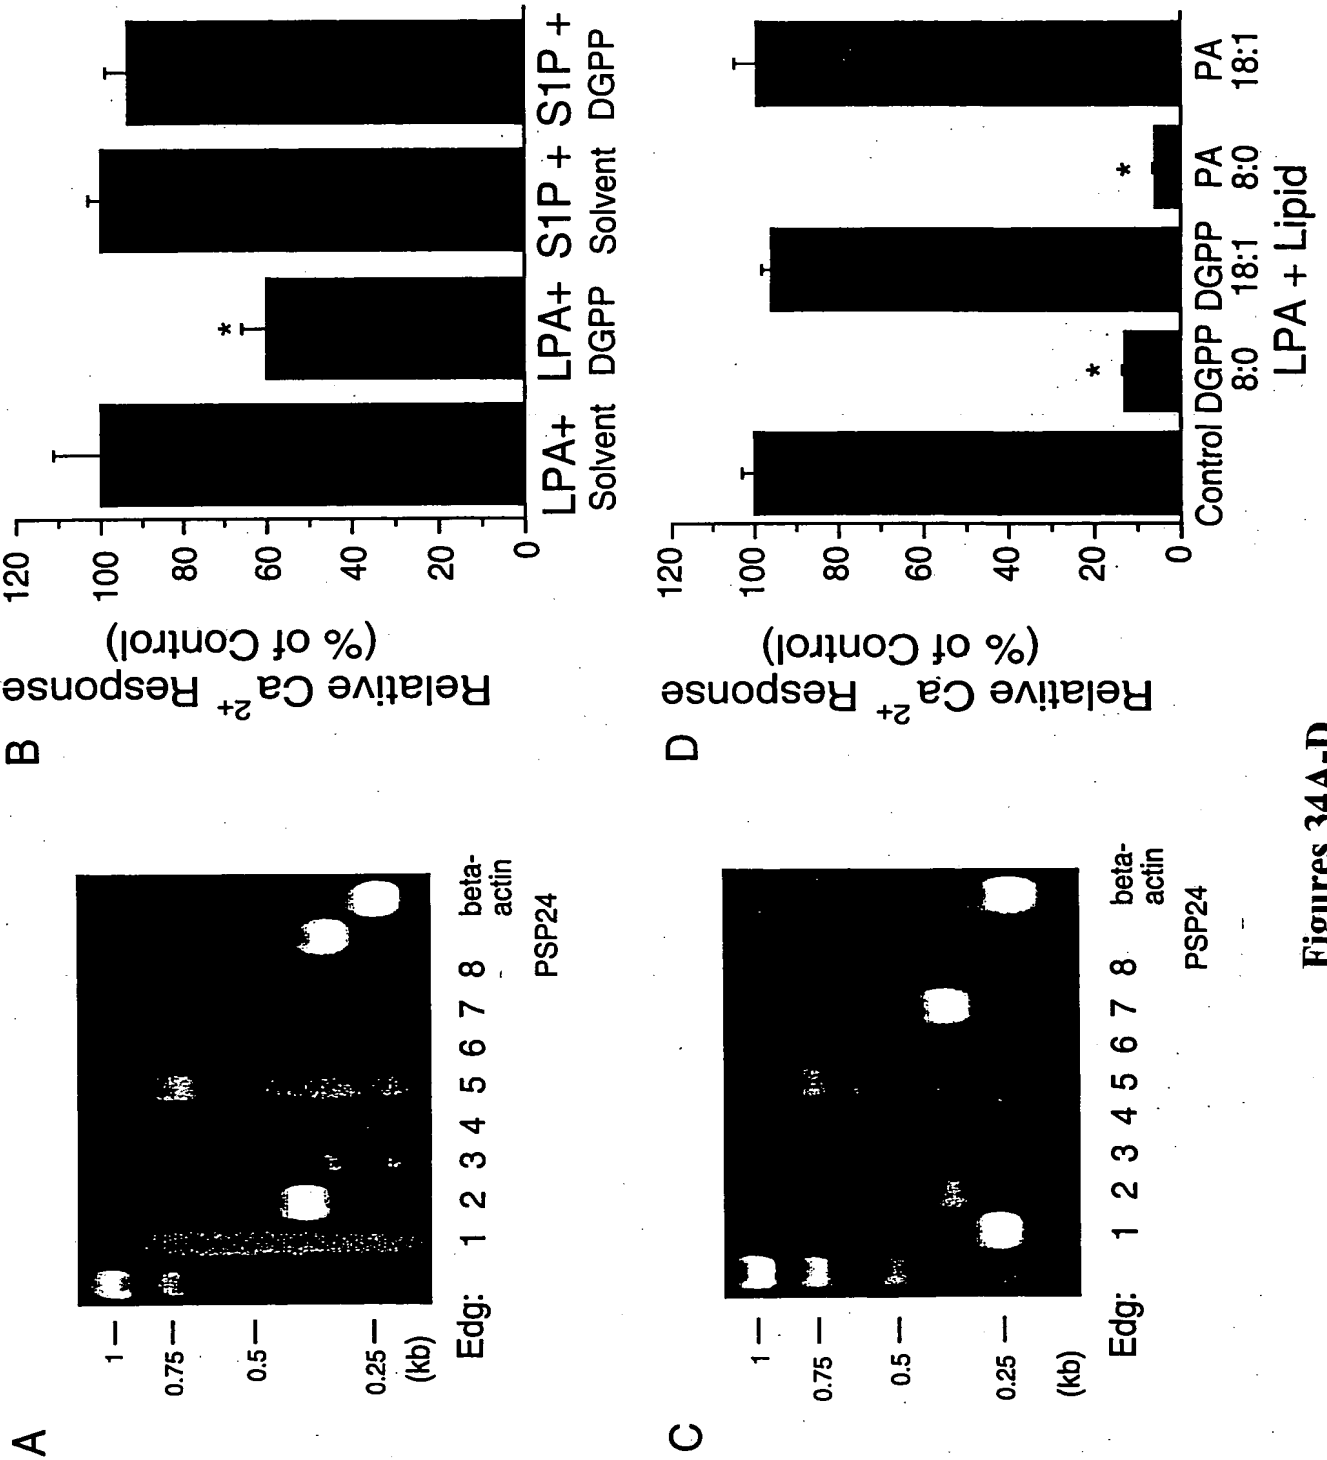 A
1
0.75
0.5
0.25
(kb)
Edg: 1 2 3 4 5 6 7 8 beta-
actin
PSP24
B
Relative Ca2+ Response
(% of Control)
120
100
80
60
40
20
0
*
LPA+ LPA+ S1P + S1P +
Solvent DGPP Solvent DGPP
C
1
0.75
0.5
0.25
(kb)
Edg: 1 2 3 4 5 6 7 8 beta-
actin
PSP24
D
Relative Ca2+ Response
(% of Control)
120
100
80
60
40
20
0
*
*
Control DGPP DGPP PA PA
8:0 18:1 8:0 18:1
LPA + Lipid
Figures 34A-D